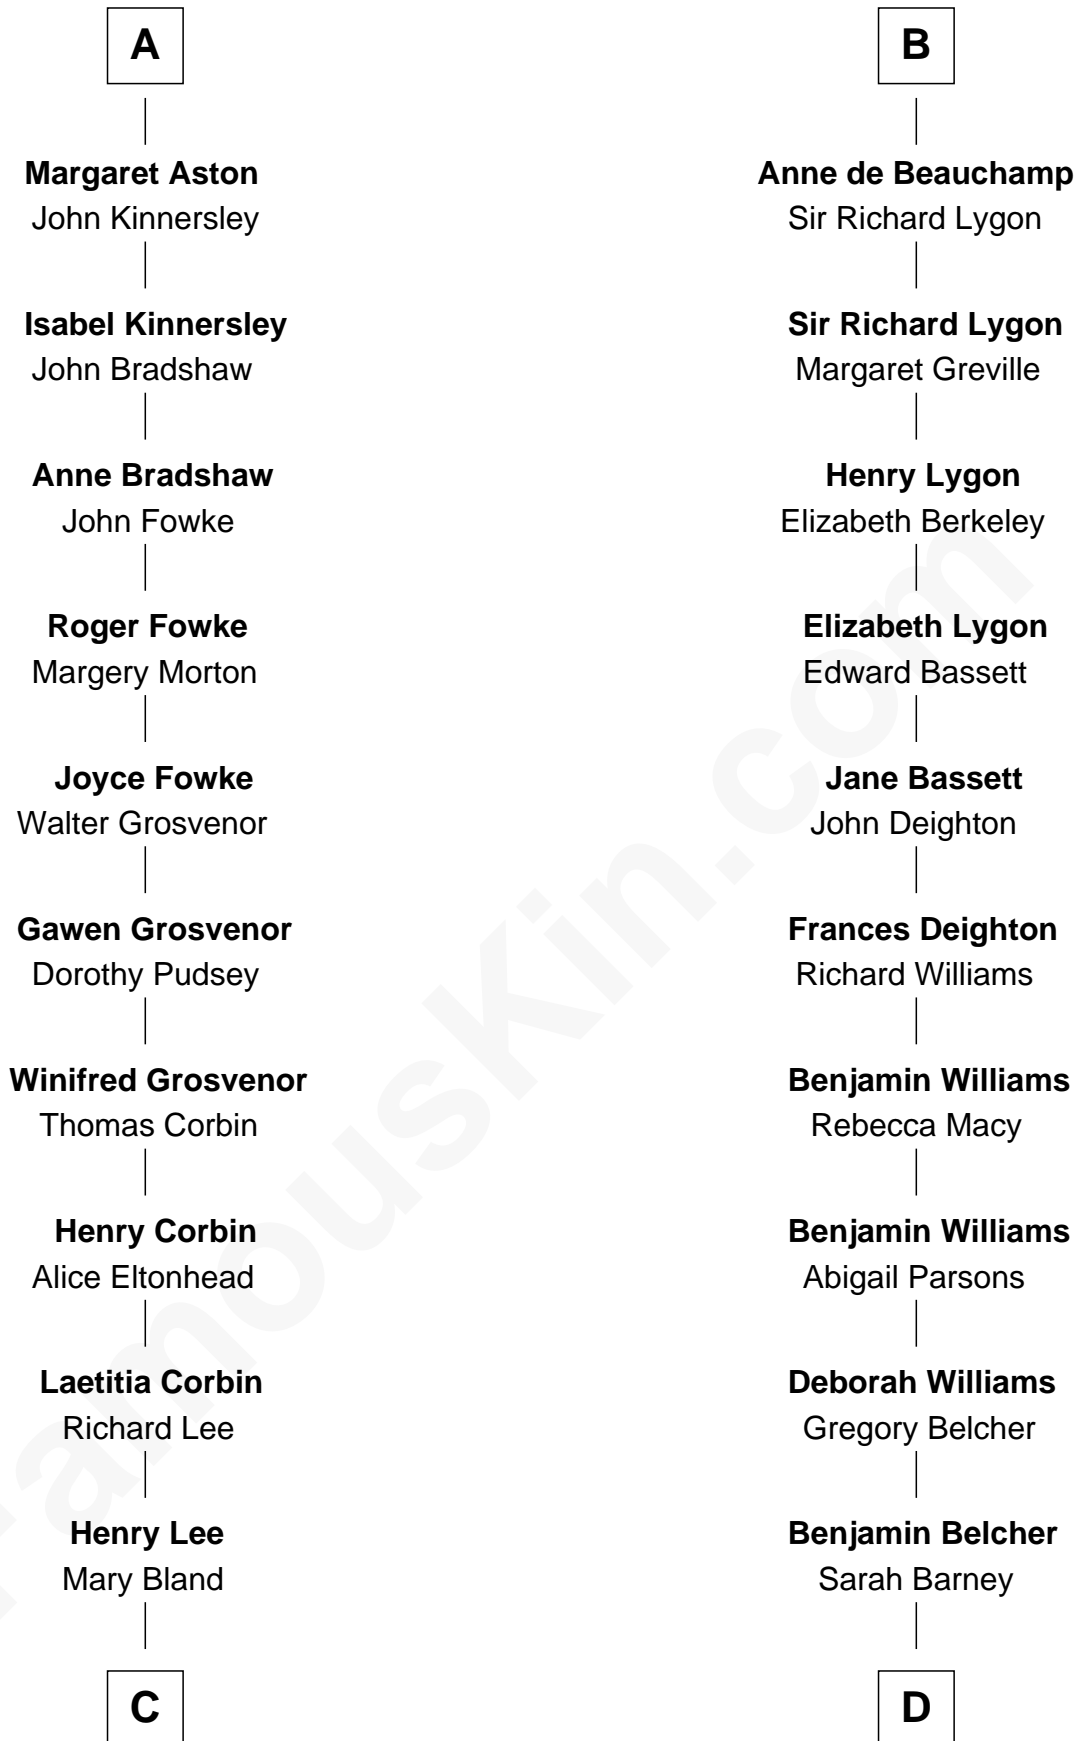 A
Margaret Aston
John Kinnersley
Isabel Kinnersley
John Bradshaw
Anne Bradshaw
John Fowke
Roger Fowke
Margery Morton
Joyce Fowke
Walter Grosvenor
Gawen Grosvenor
Dorothy Pudsey
Winifred Grosvenor
Thomas Corbin
Henry Corbin
Alice Eltonhead
Laetitia Corbin
Richard Lee
Henry Lee
Mary Bland
C
B
Anne de Beauchamp
Sir Richard Lygon
Sir Richard Lygon
Margaret Greville
Henry Lygon
Elizabeth Berkeley
Elizabeth Lygon
Edward Bassett
Jane Bassett
John Deighton
Frances Deighton
Richard Williams
Benjamin Williams
Rebecca Macy
Benjamin Williams
Abigail Parsons
Deborah Williams
Gregory Belcher
Benjamin Belcher
Sarah Barney
D
FamousKin.com